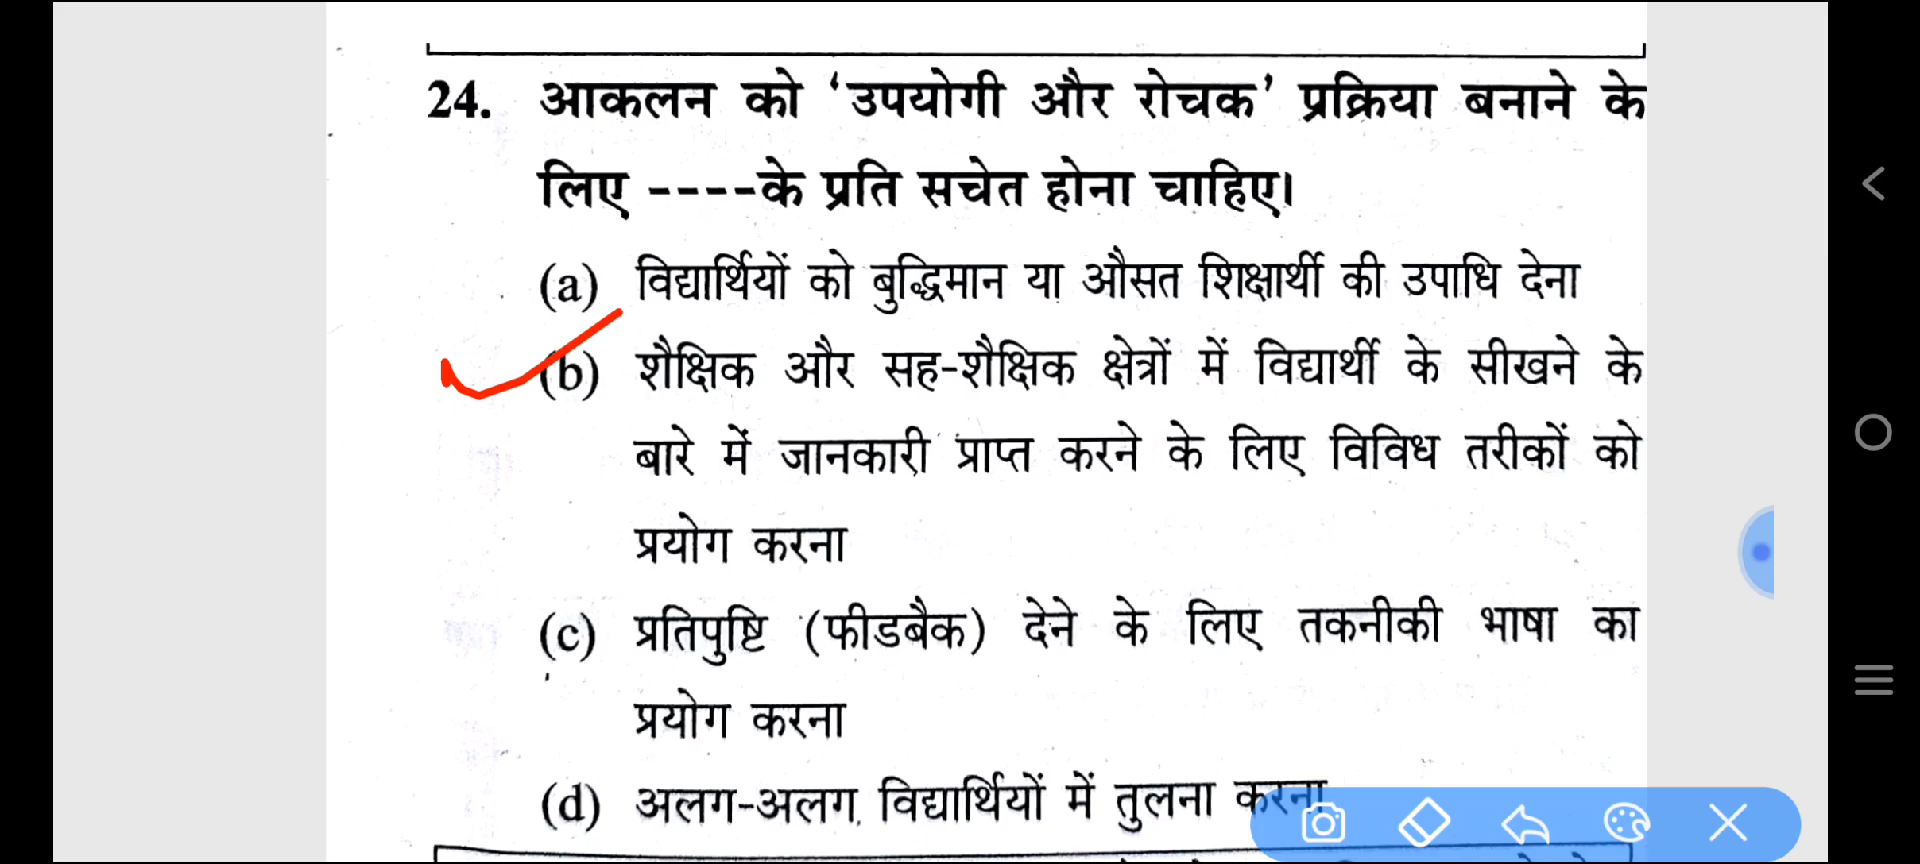 24. आकलन को ‘उपयोगी और रोचक’ प्रक्रिया बनाने के
लिए ----के प्रति सचेत होना चाहिए।
(a) विद्यार्थियों को बुद्धिमान या औसत शिक्षार्थी की उपाधि देना
(b) शैक्षिक और सह-शैक्षिक क्षेत्रों में विद्यार्थी के सीखने के
बारे में जानकारी प्राप्त करने के लिए विविध तरीकों को
प्रयोग करना
(c) प्रतिपुष्टि (फीडबैक) देने के लिए तकनीकी भाषा का
प्रयोग करना
(d) अलग-अलग विद्यार्थियों में तुलना करना